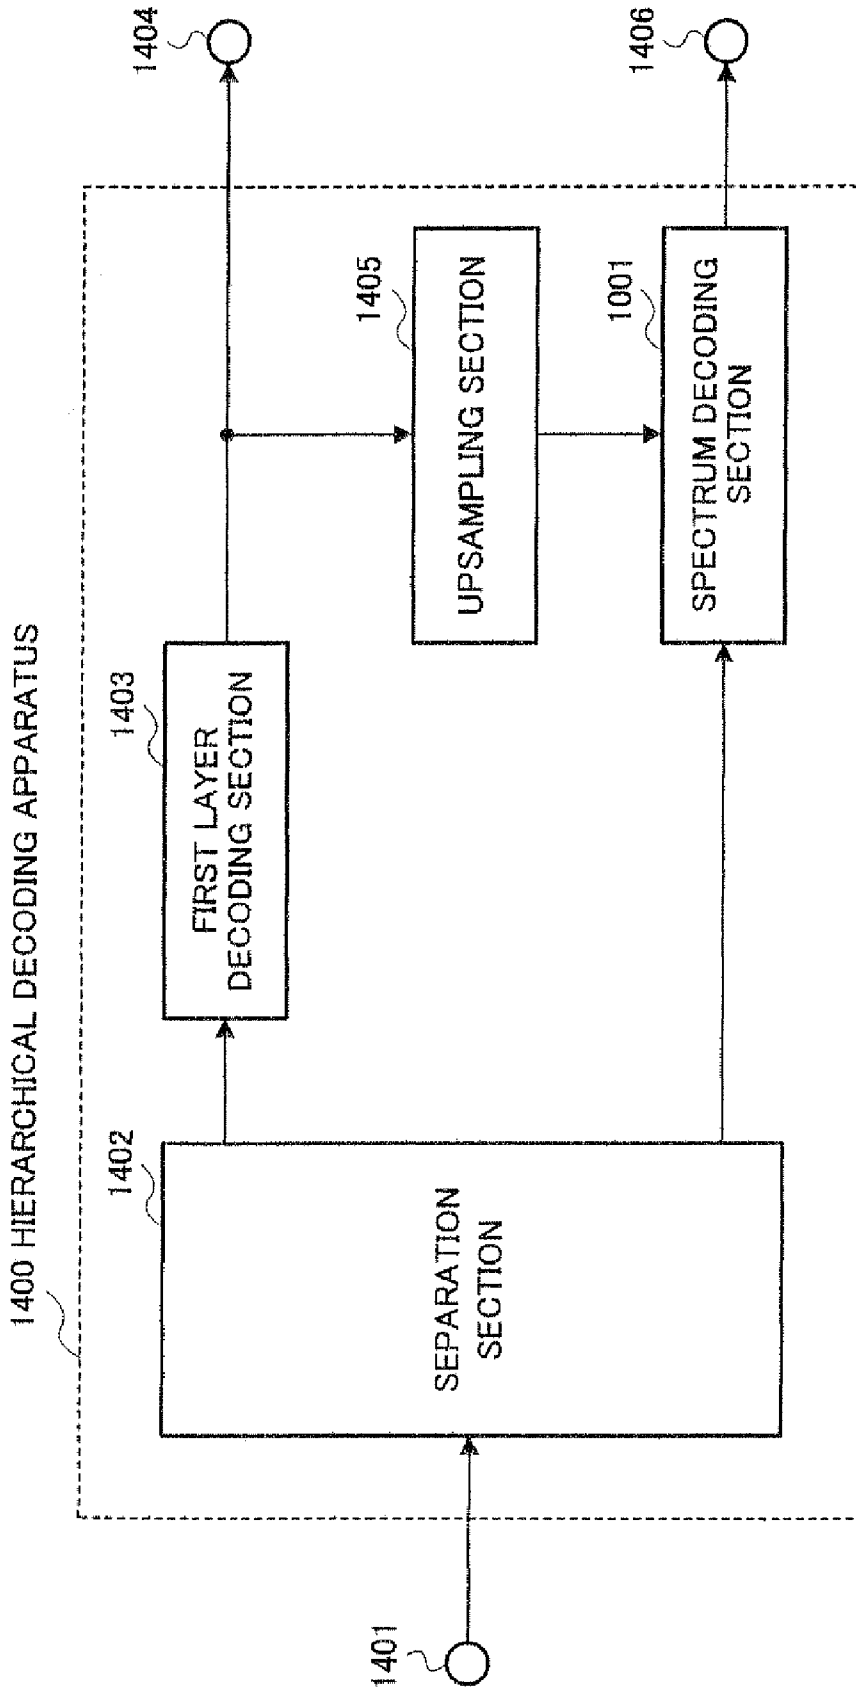 1400 HIERARCHICAL DECODING APPARATUS
1401
1402
SEPARATION
SECTION
1403
FIRST LAYER
DECODING SECTION
1404
1405
UPSAMPLING SECTION
1001
SPECTRUM DECODING
SECTION
1406